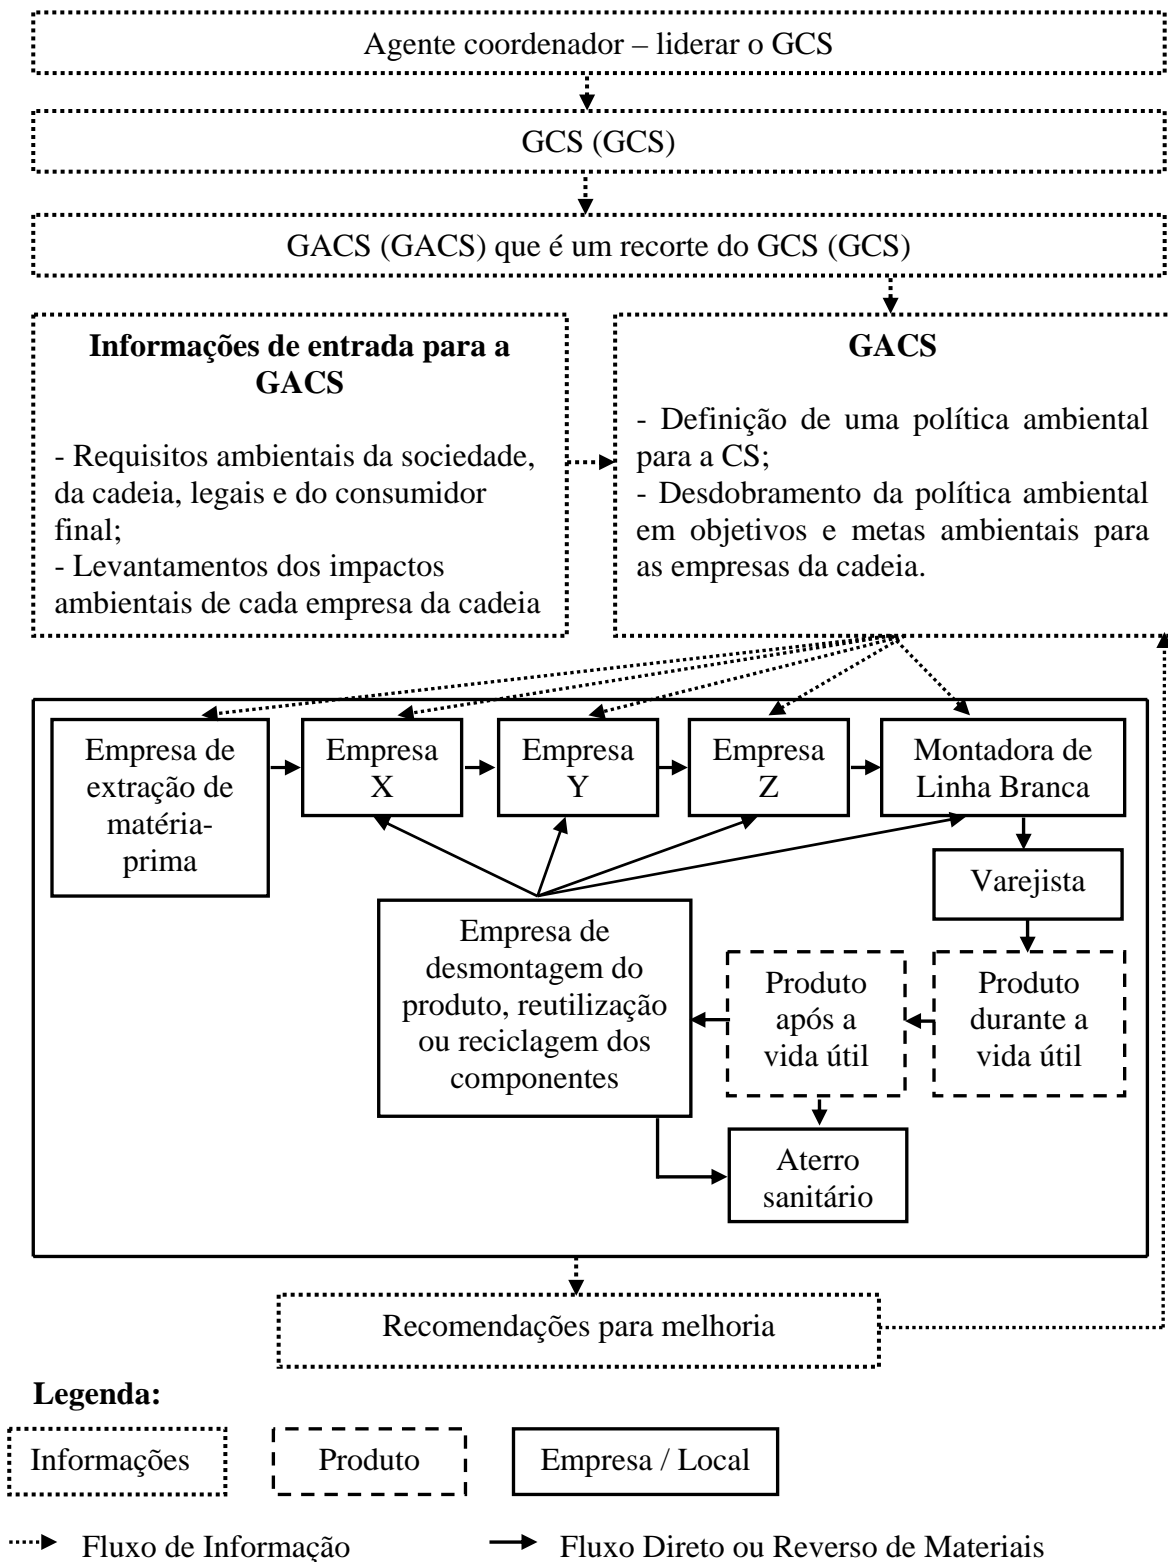 Agente coordenador – liderar o GCS
GCS (GCS)
GACS (GACS) que é um recorte do GCS (GCS)
Informações de entrada para a
GACS
- Requisitos ambientais da sociedade,
da cadeia, legais e do consumidor
final;
- Levantamentos dos impactos
ambientais de cada empresa da cadeia
GACS
- Definição de uma política ambiental
para a CS;
- Desdobramento da política ambiental
em objetivos e metas ambientais para
as empresas da cadeia.
Empresa de
extração de
matéria-
prima
Empresa
X
Empresa
Y
Empresa
Z
Montadora de
Linha Branca
Varejista
Empresa de
desmontagem do
produto, reutilização
ou reciclagem dos
componentes
Produto
após a
vida útil
Produto
durante a
vida útil
Aterro
sanitário
Recomendações para melhoria
Legenda:
Informações
Produto
Empresa / Local
Fluxo de Informação
Fluxo Direto ou Reverso de Materiais